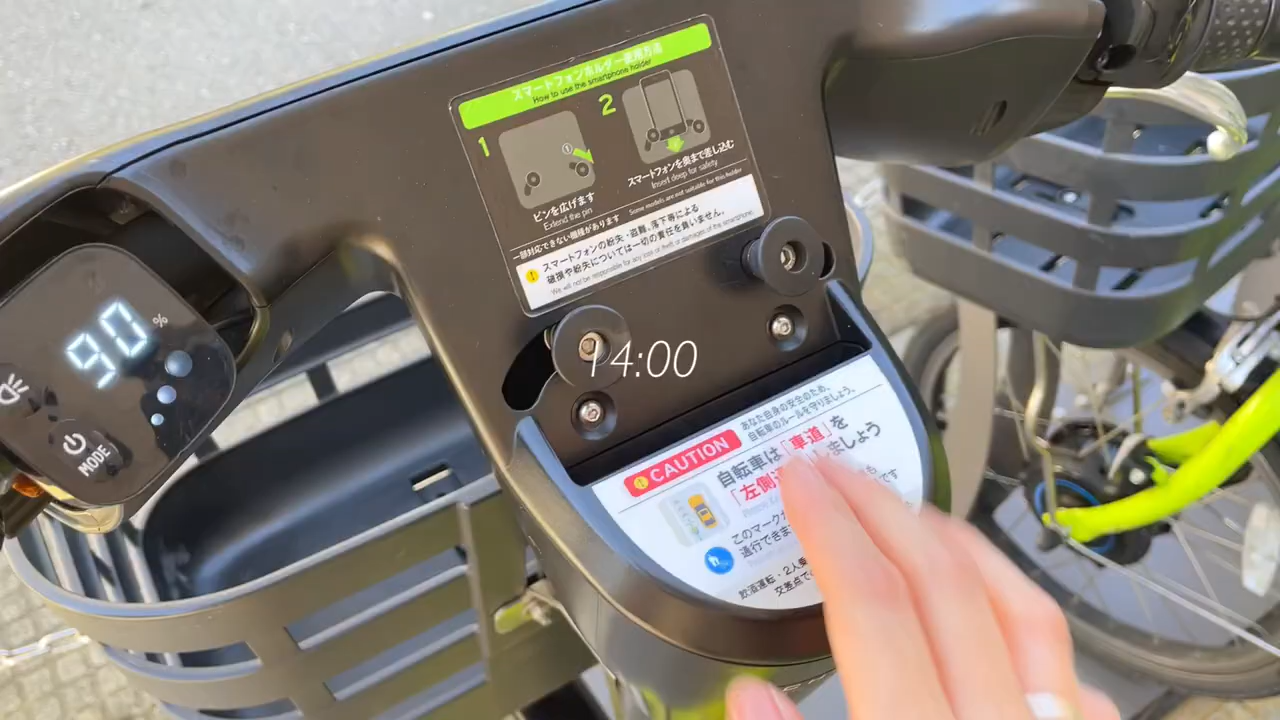 スマートフォンホルダー使用方法
How to use the smartphone holder
1
2
①
ピンを広げます
Extend the pin
スマートフォンを奥まで差し込む
Insert deep for safety
一部対応できない機種があります Some models are not suitable for this holder
スマートフォンの紛失・盗難、落下等による
破損や紛失については一切の責任を負いません。
We will not be responsible for any loss or theft or damages of the smartphone.
90%
MODE
14:00
CAUTION
あなた自身の安全のため、
自転車のルールを守りましょう。
自転車は「車道」を
「左側
しましょう
このマーク
通行できま
飲酒運転・2人乗
交差点で